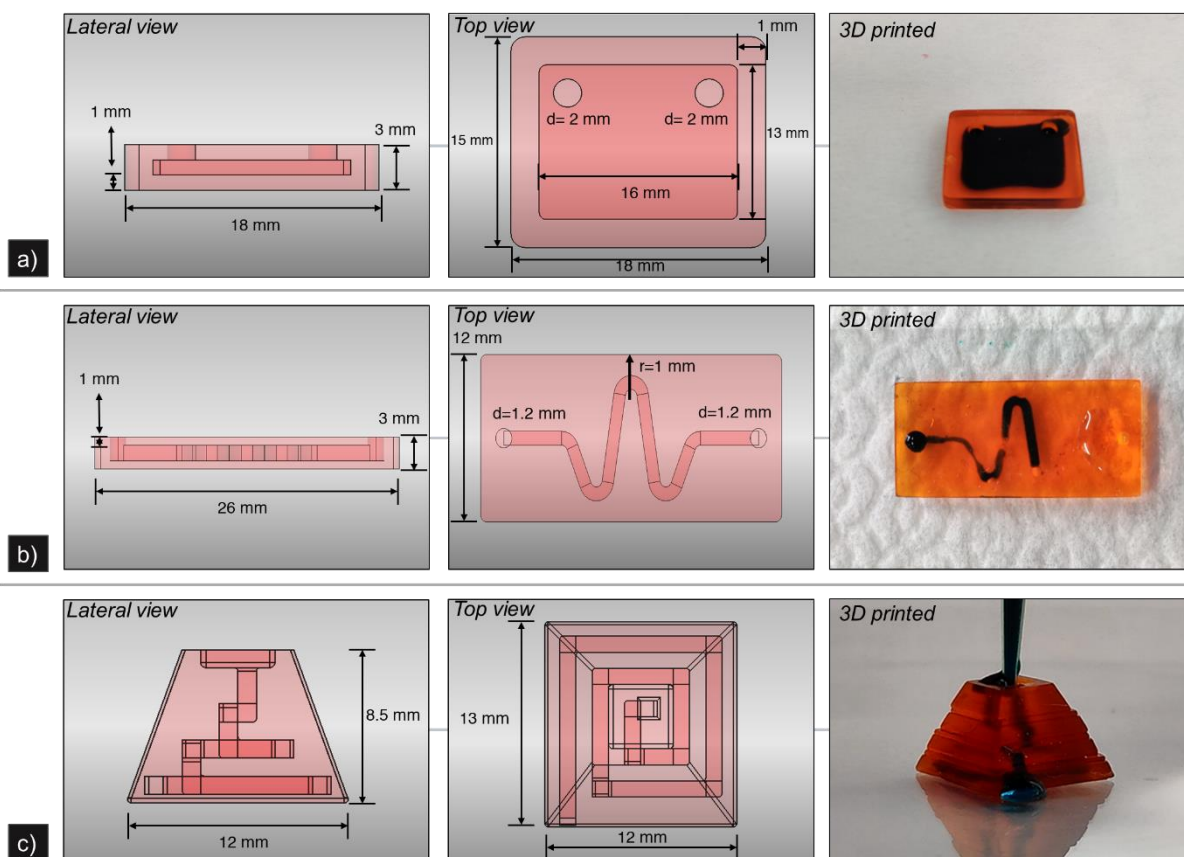 Lateral view
1 mm
3 mm
18 mm
a)
Top view
1 mm
d= 2 mm
d= 2 mm
15 mm
13 mm
16 mm
18 mm
3D printed
Lateral view
1 mm
3 mm
26 mm
b)
Top view
12 mm
r=1 mm
d=1.2 mm
d=1.2 mm
3D printed
Lateral view
8.5 mm
12 mm
c)
Top view
13 mm
12 mm
3D printed